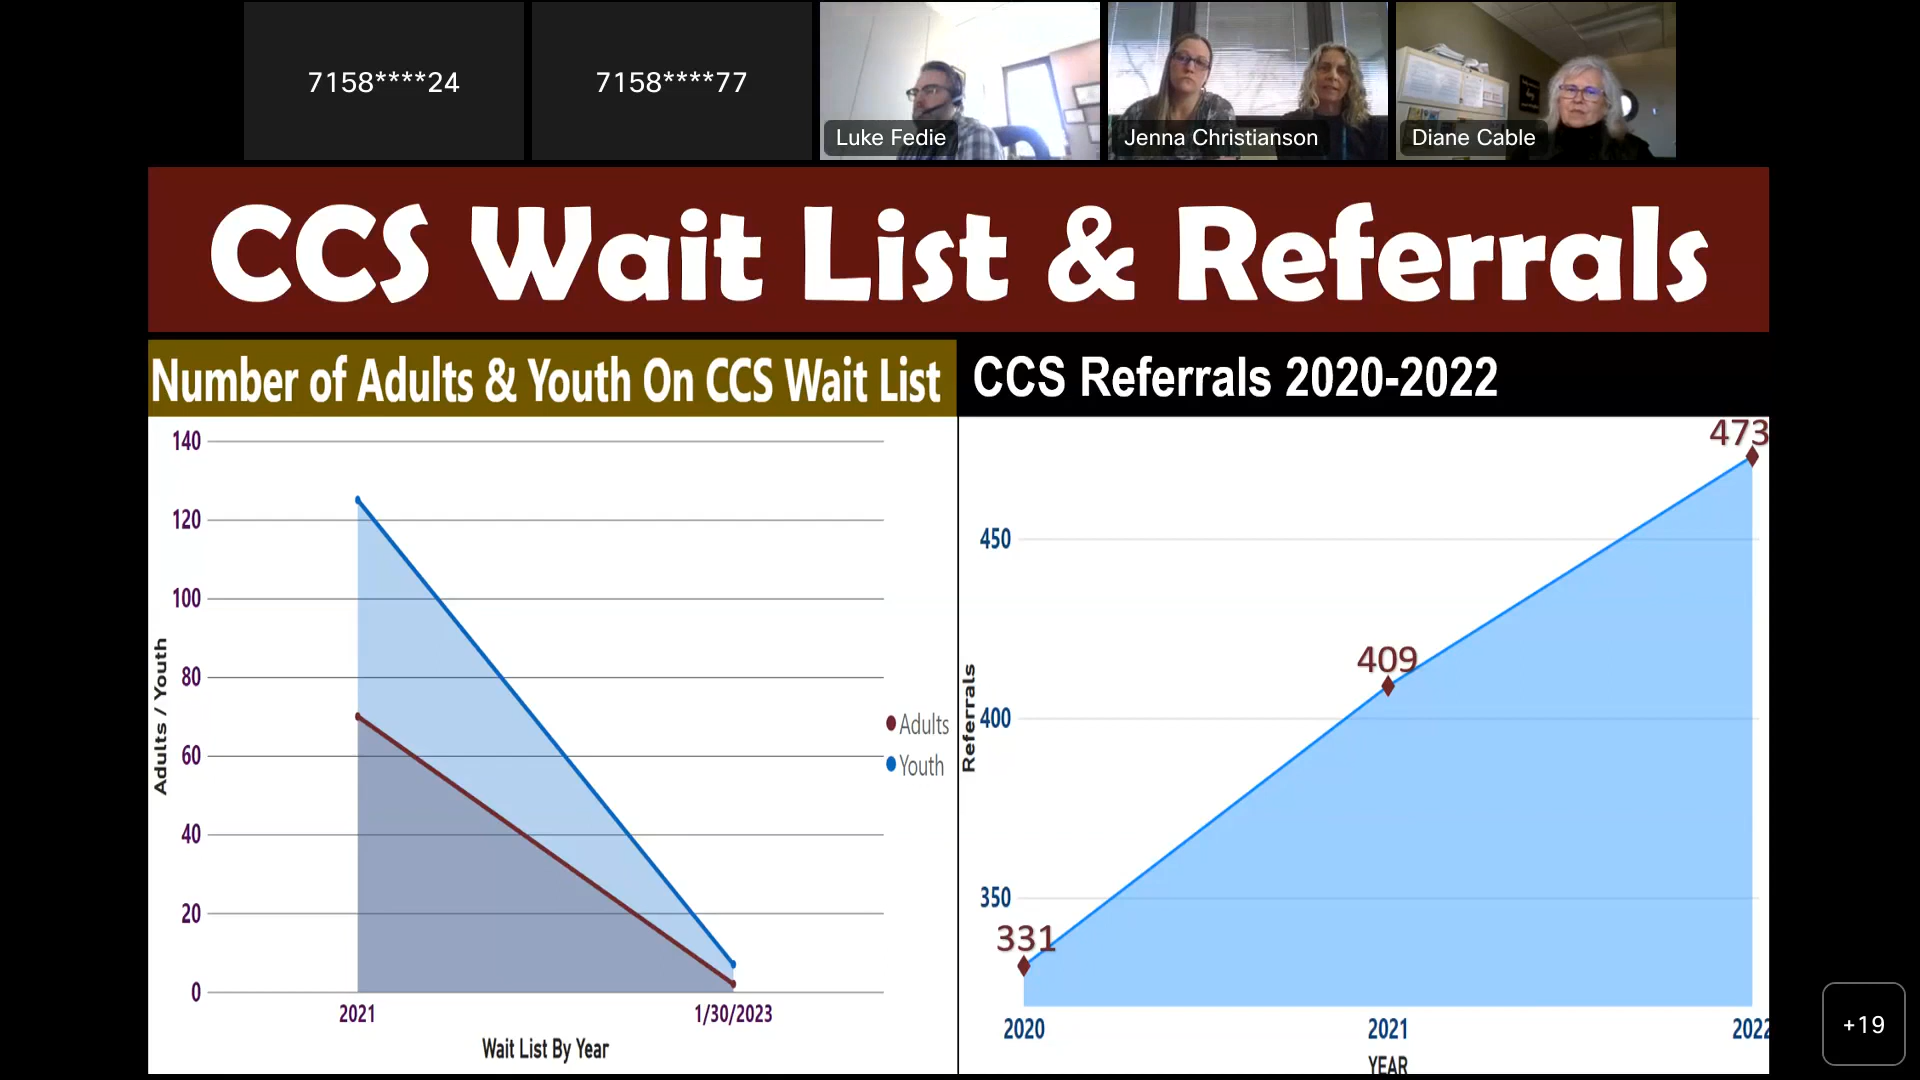 7158****24
7158****77
Luke Fedie
Jenna Christianson
Diane Cable
CCS Wait List & Referrals
Number of Adults & Youth On CCS Wait List
140
120
100
80
60
40
20
0
Adults / Youth
2021
1/30/2023
Wait List By Year
Adults
Youth
CCS Referrals 2020-2022
473
450
409
400
350
331
Referrals
2020
2021
2022
YEAR
+19